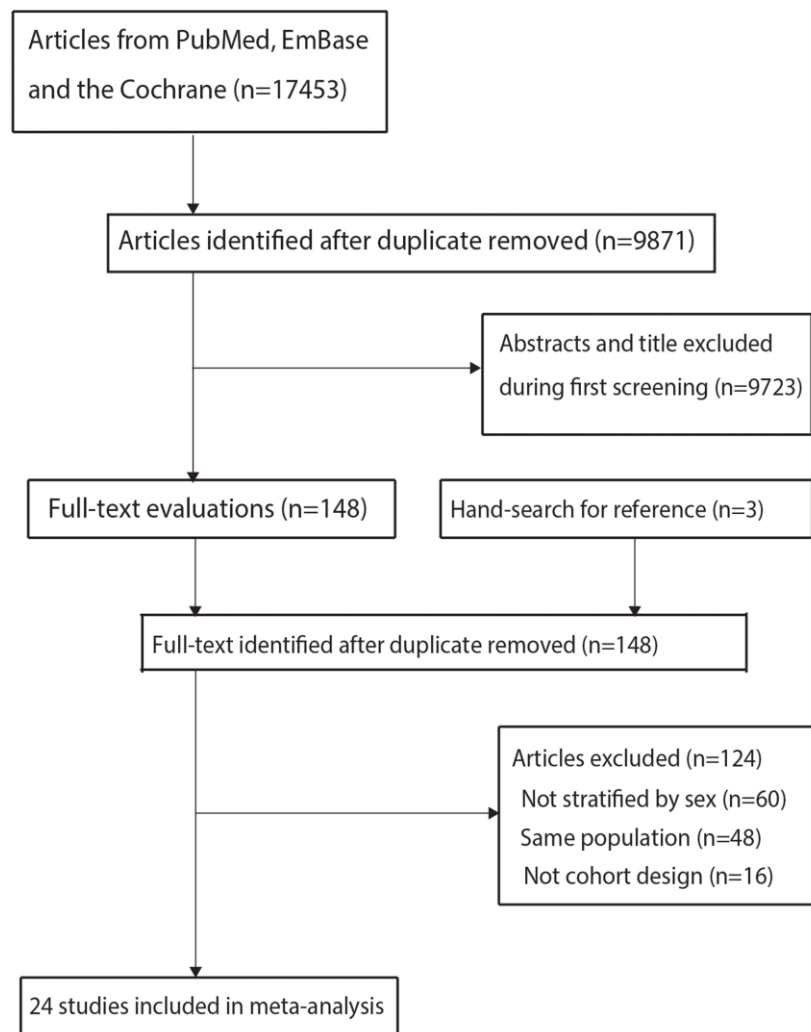 Articles from PubMed, EmBase
and the Cochrane (n=17453)
Articles identified after duplicate removed (n=9871)
Abstracts and title excluded
during first screening (n=9723)
Full-text evaluations (n=148)
Hand-search for reference (n=3)
Full-text identified after duplicate removed (n=148)
Articles excluded (n=124)
Not stratified by sex (n=60)
Same population (n=48)
Not cohort design (n=16)
24 studies included in meta-analysis